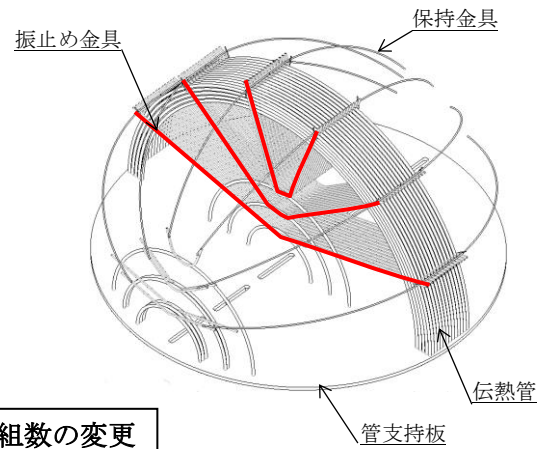 保持金具
振止め金具
伝熱管
管支持板
組数の変更